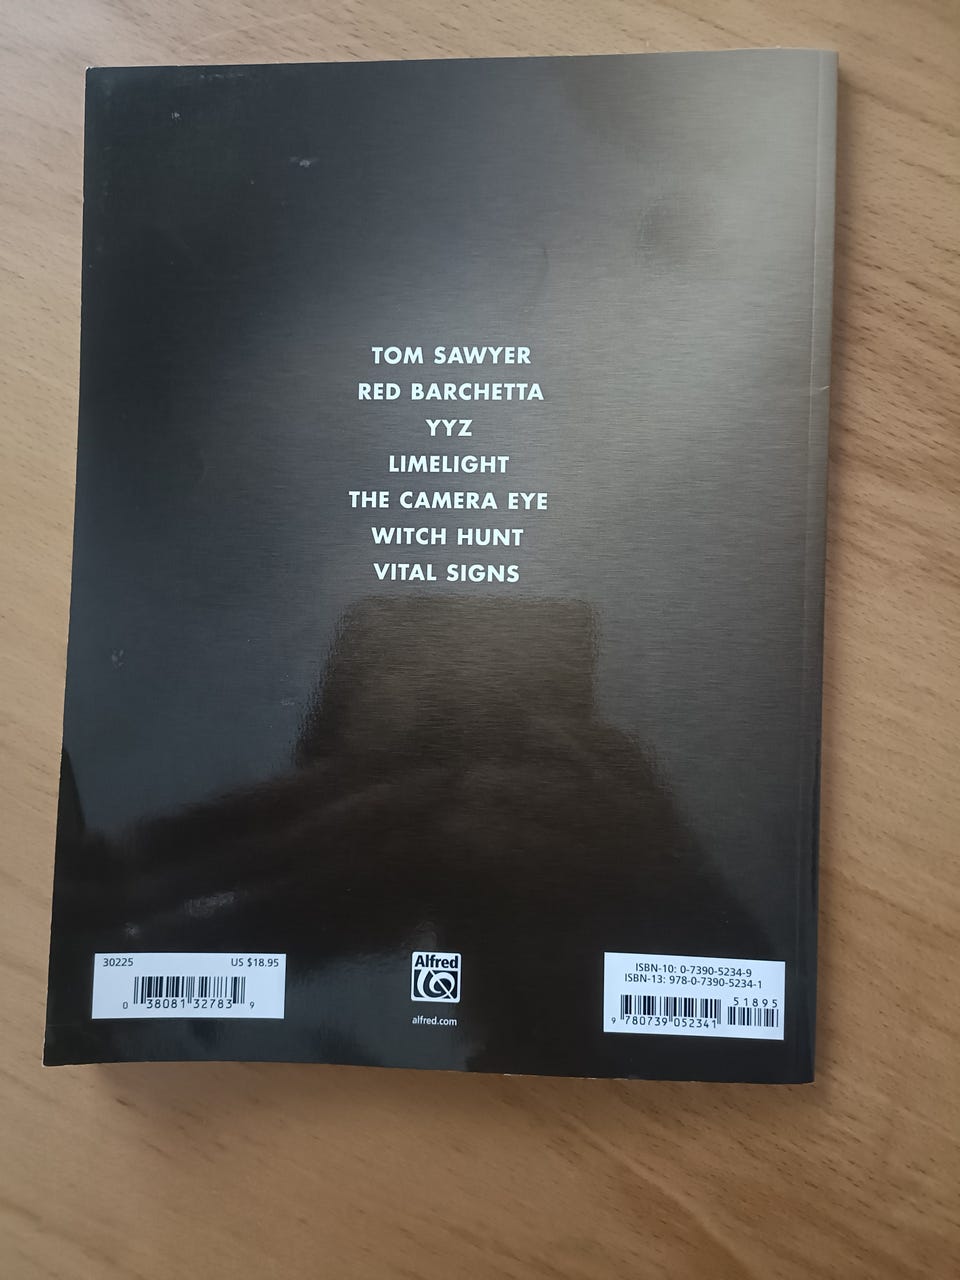 TOM SAWYER
RED BARCHETTA
YYZ
LIMELIGHT
THE CAMERA EYE
WITCH HUNT
VITAL SIGNS
30225 US $18.95
0 38081 32783 9
Alfred
alfred.com
ISBN-10: 0-7390-5234-9
ISBN-13: 978-0-7390-5234-1
51895
9 780739 052341